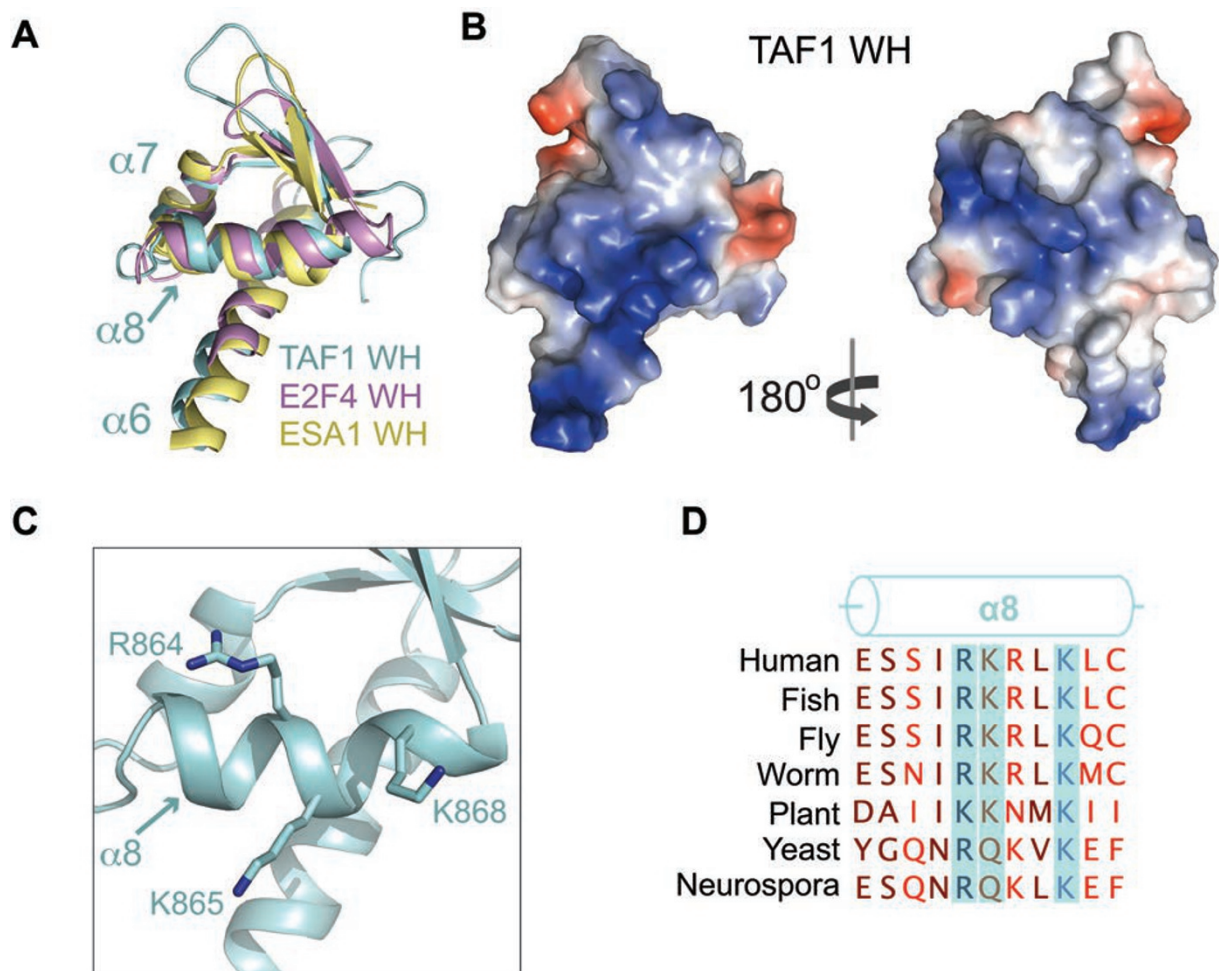 A
α7
α8
α6
TAF1 WH
E2F4 WH
ESA1 WH
B
TAF1 WH
180°
C
R864
K868
α8
K865
D
α8
Human E S S I R K R L K L C
Fish E S S I R K R L K L C
Fly E S S I R K R L K Q C
Worm E S N I R K R L K M C
Plant D A I I K K N M K I I
Yeast Y G Q N R Q K V K E F
Neurospora E S Q N R Q K L K E F